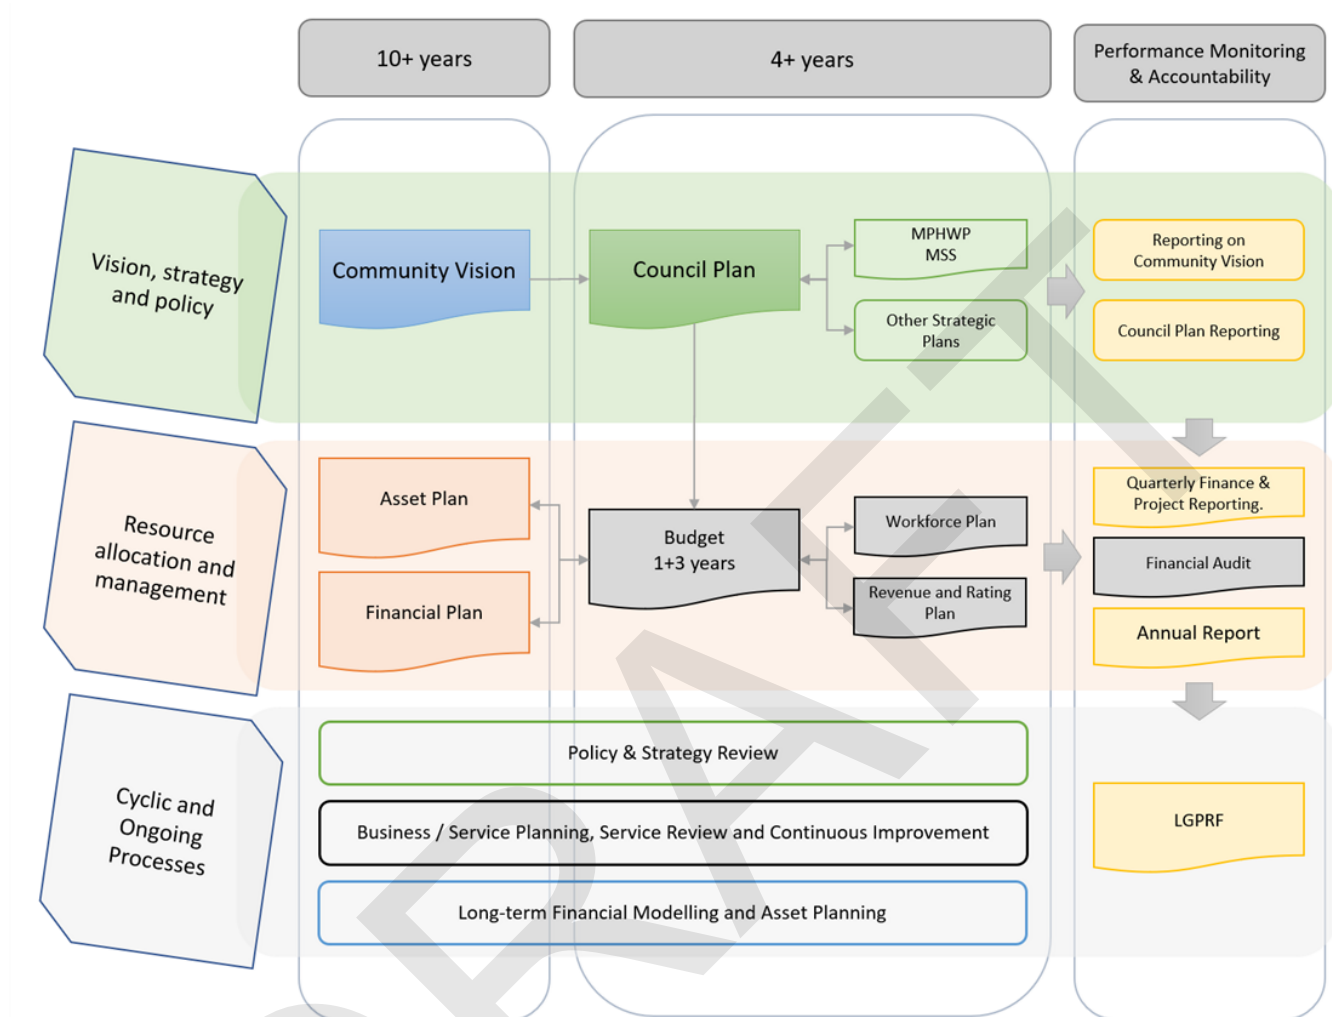 10+ years
4+ years
Performance Monitoring
& Accountability
Vision, strategy
and policy
Community Vision
Council Plan
MPHWP
MSS
Other Strategic
Plans
Reporting on
Community Vision
Council Plan Reporting
Resource
allocation and
management
Asset Plan
Financial Plan
Budget
1+3 years
Workforce Plan
Revenue and Rating
Plan
Quarterly Finance &
Project Reporting.
Financial Audit
Annual Report
Cyclic and
Ongoing
Processes
Policy & Strategy Review
Business / Service Planning, Service Review and Continuous Improvement
Long-term Financial Modelling and Asset Planning
LGPRF
DRAFT